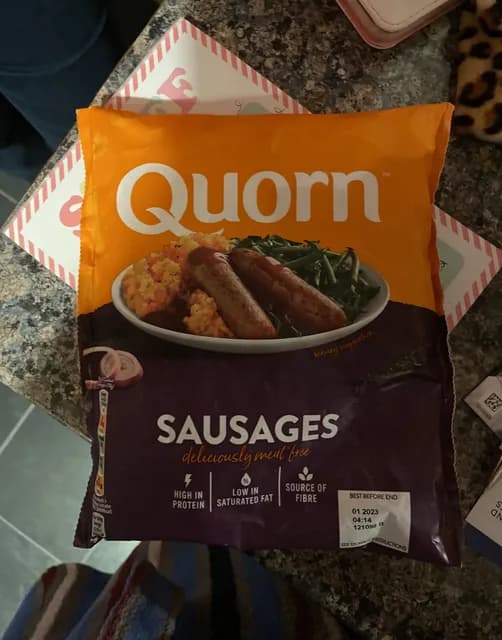 Quorn
SAUSAGES
deliciously meat free
HIGH IN
PROTEIN
LOW IN
SATURATED FAT
SOURCE OF
FIBRE
BEST BEFORE END
01 2023
04:14